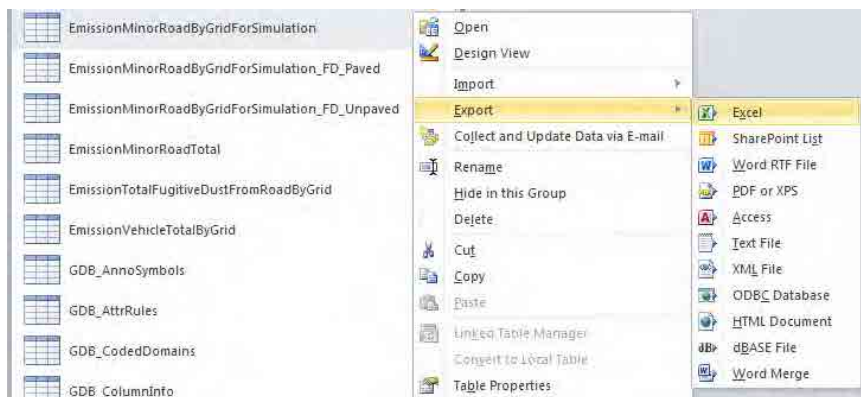 EmissionMinorRoadByGridForSimulation
EmissionMinorRoadByGridForSimulation_FD_Paved
EmissionMinorRoadByGridForSimulation_FD_Unpaved
EmissionMinorRoadTotal
EmissionTotalFugitiveDustFromRoadByGrid
EmissionVehicleTotalByGrid
GDB_AnnoSymbols
GDB_AttrRules
GDB_CodedDomains
GDB_ColumnInfo
Open
Design View
Import
Export
Collect and Update Data via E-mail
Rename
Hide in this Group
Delete
Cut
Copy
Paste
Linked Table Manager
Convert to Local Table
Table Properties
Excel
SharePoint List
Word RTF File
PDF or XPS
Access
Text File
XML File
ODBC Database
HTML Document
dBASE File
Word Merge